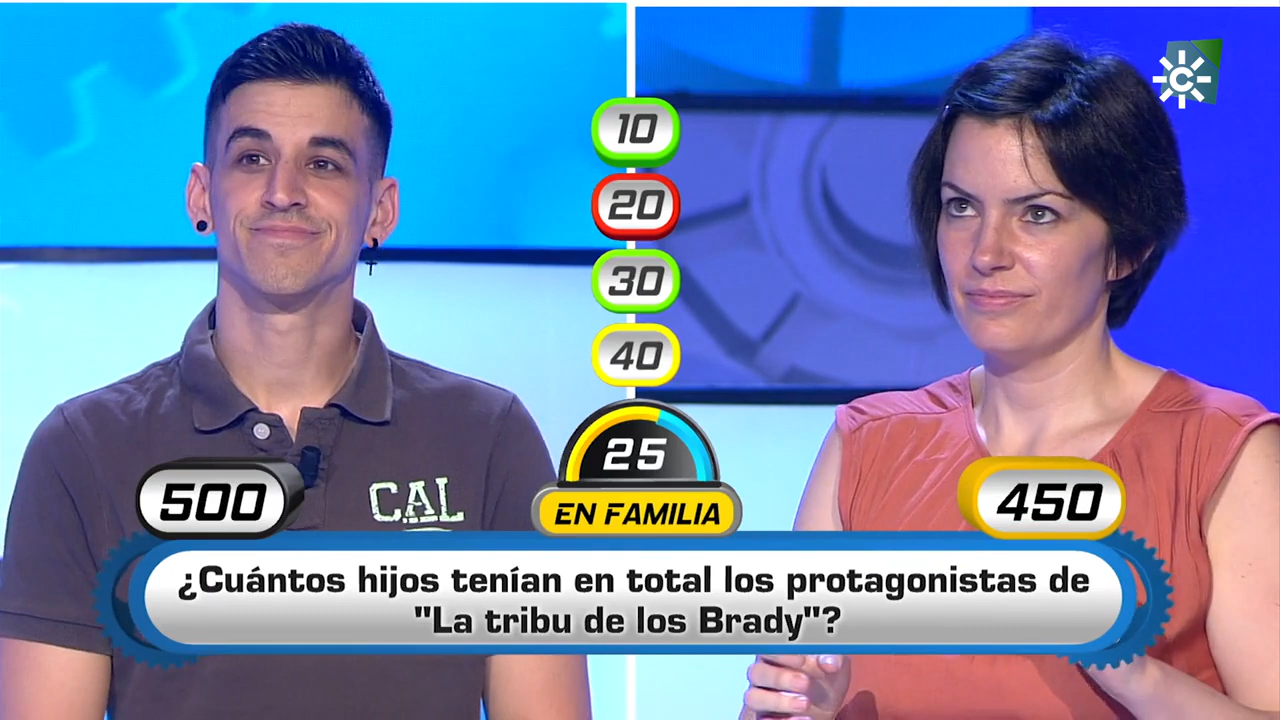 C
10
20
30
40
25
EN FAMILIA
500
CAL
450
¿Cuántos hijos tenían en total los protagonistas de
"La tribu de los Brady"?